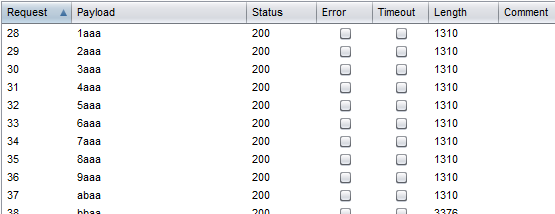 Request Payload Status Error Timeout Length Comment
28 1aaa 200 1310
29 2aaa 200 1310
30 3aaa 200 1310
31 4aaa 200 1310
32 5aaa 200 1310
33 6aaa 200 1310
34 7aaa 200 1310
35 8aaa 200 1310
36 9aaa 200 1310
37 abaa 200 1310
38 bbaa 200 3376